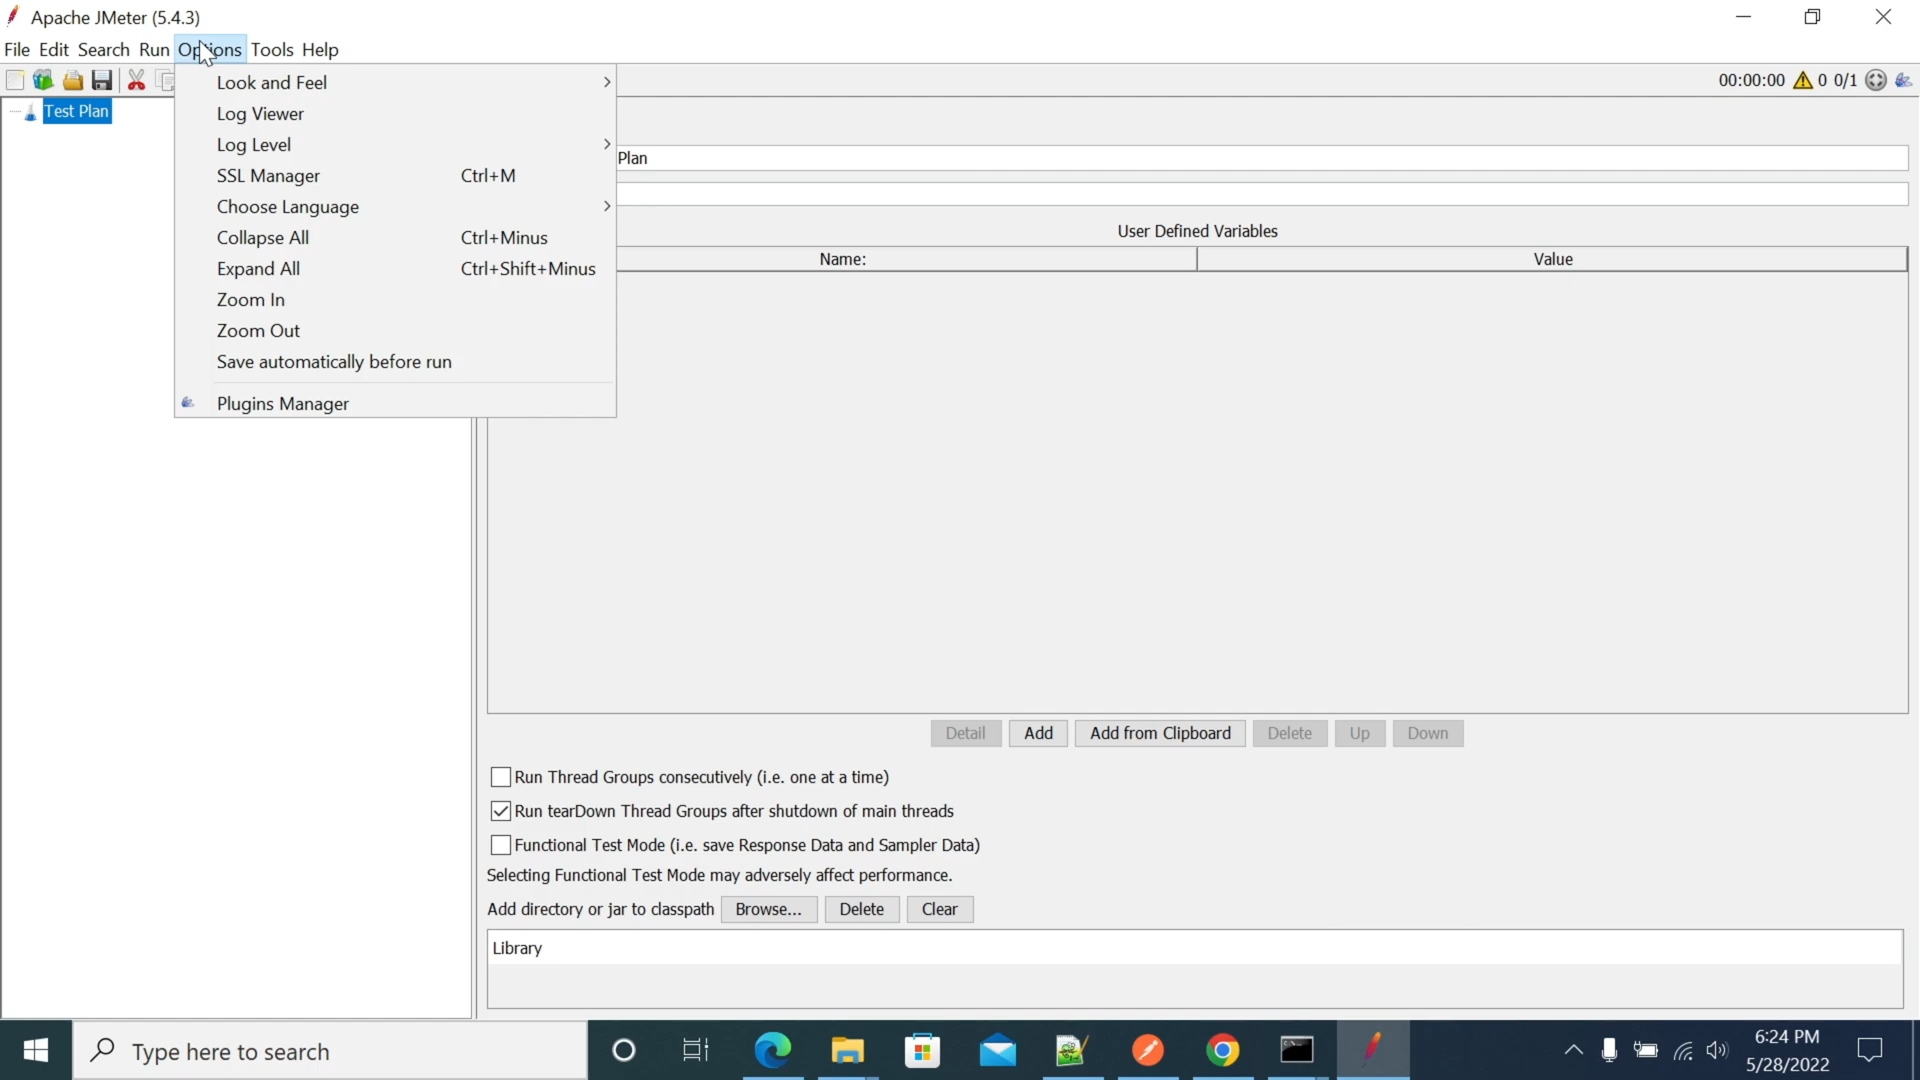 Apache JMeter (5.4.3)
File Edit Search Run Options Tools Help
00:00:00 0 0/1
Test Plan
Look and Feel
Log Viewer
Log Level
SSL Manager Ctrl+M
Choose Language
Collapse All Ctrl+Minus
Expand All Ctrl+Shift+Minus
Zoom In
Zoom Out
Save automatically before run
Plugins Manager
Plan
User Defined Variables
Name: Value
Detail Add Add from Clipboard Delete Up Down
Run Thread Groups consecutively (i.e. one at a time)
Run tearDown Thread Groups after shutdown of main threads
Functional Test Mode (i.e. save Response Data and Sampler Data)
Selecting Functional Test Mode may adversely affect performance.
Add directory or jar to classpath Browse... Delete Clear
Library
Type here to search
6:24 PM
5/28/2022